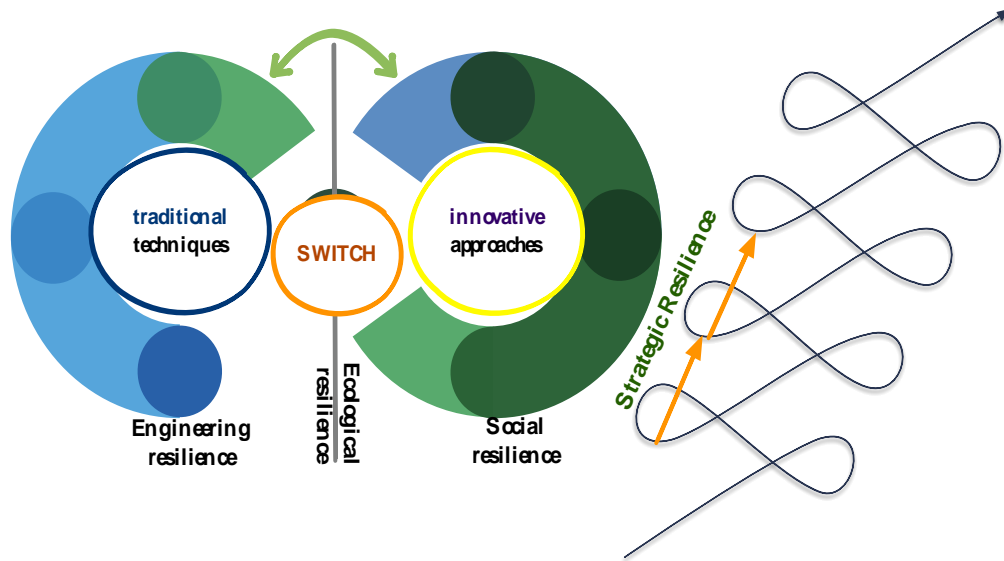 traditional
techniques
SWITCH
innovative
approaches
Engineering
resilience
Ecological
resilience
Social
resilience
Strategic Resilience